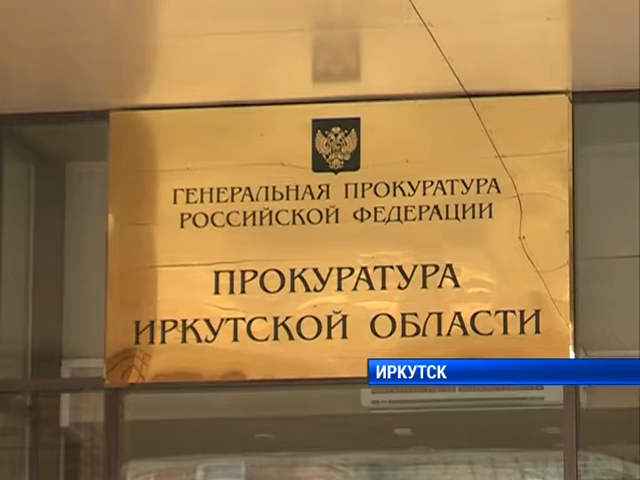 ГЕНЕРАЛЬНАЯ ПРОКУРАТУРА
РОССИЙСКОЙ ФЕДЕРАЦИИ
ПРОКУРАТУРА
ИРКУТСКОЙ ОБЛАСТИ
ИРКУТСК